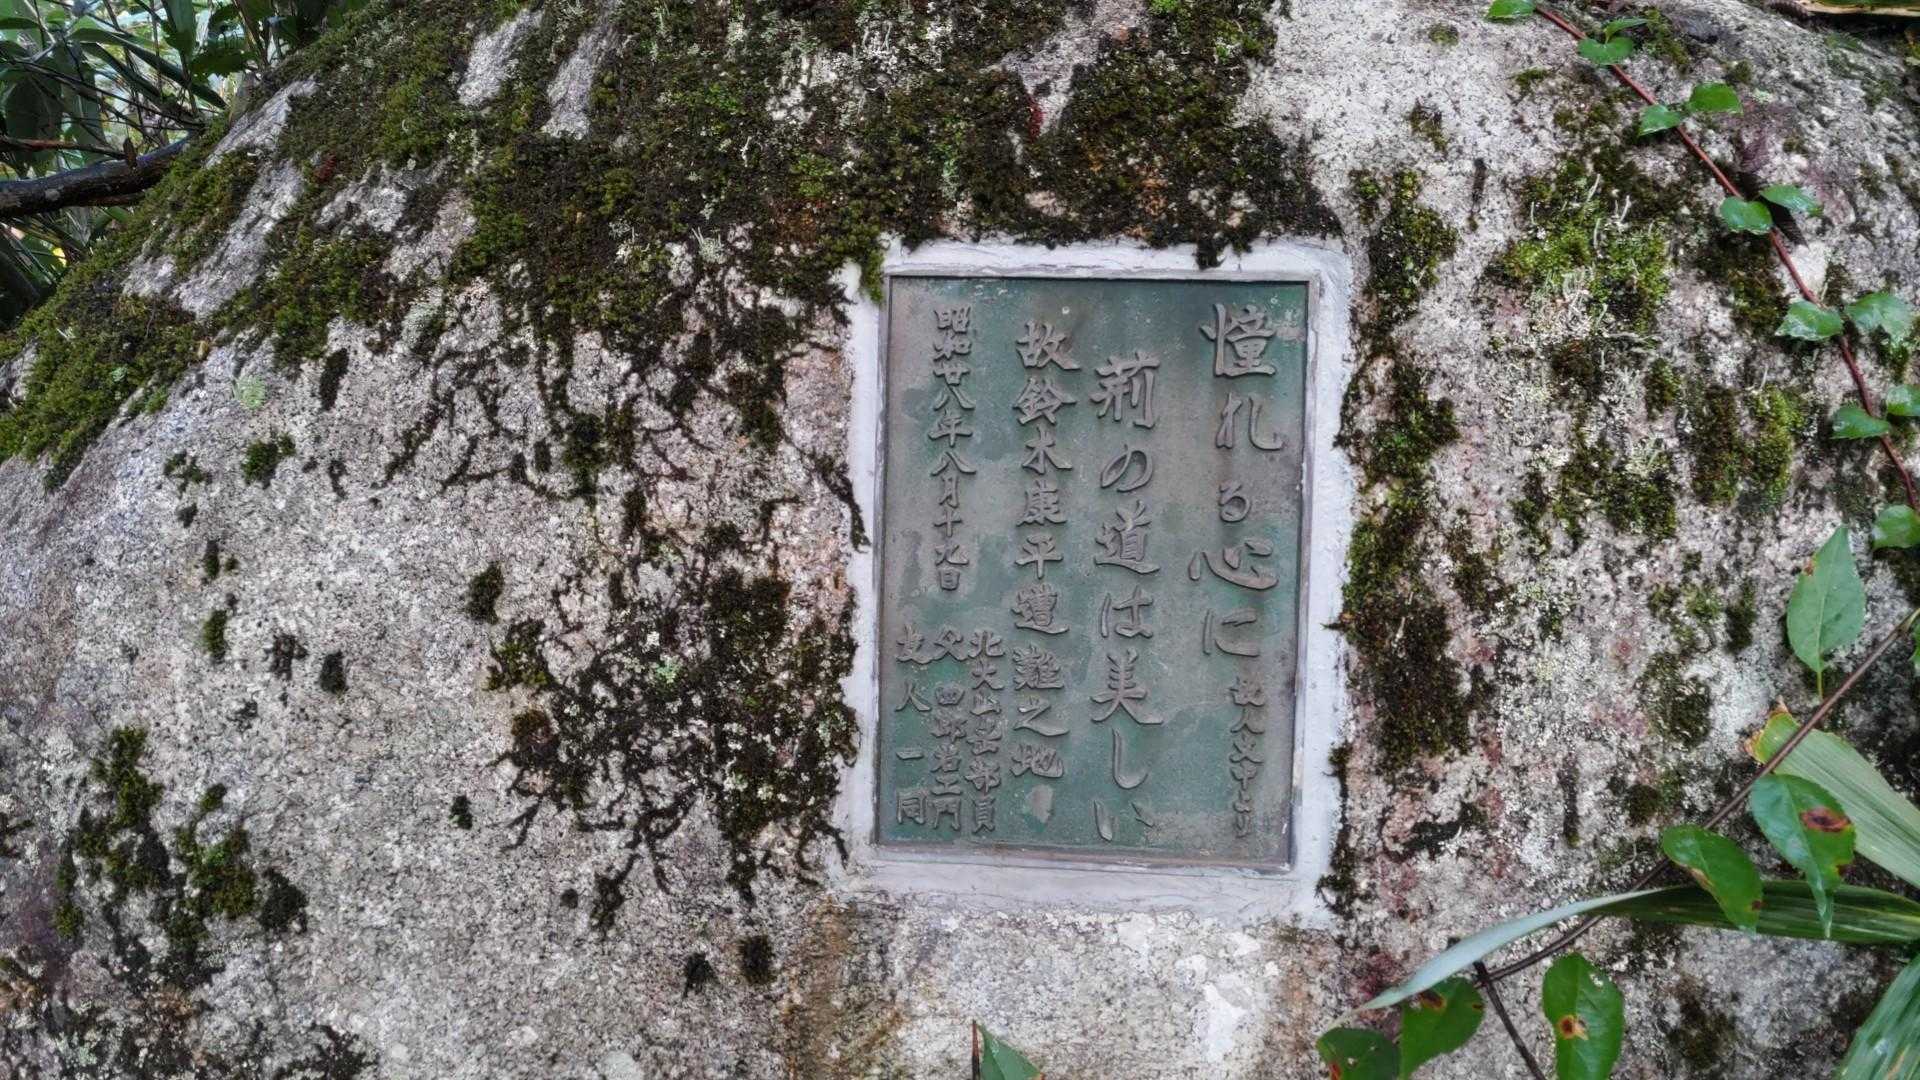 憧れる心に 故人文中より
荊の道は美しい
故鈴木康平遭難之地
昭和廿八年八月十九日
北大山岳部員
父 四郎右エ門
友人一同